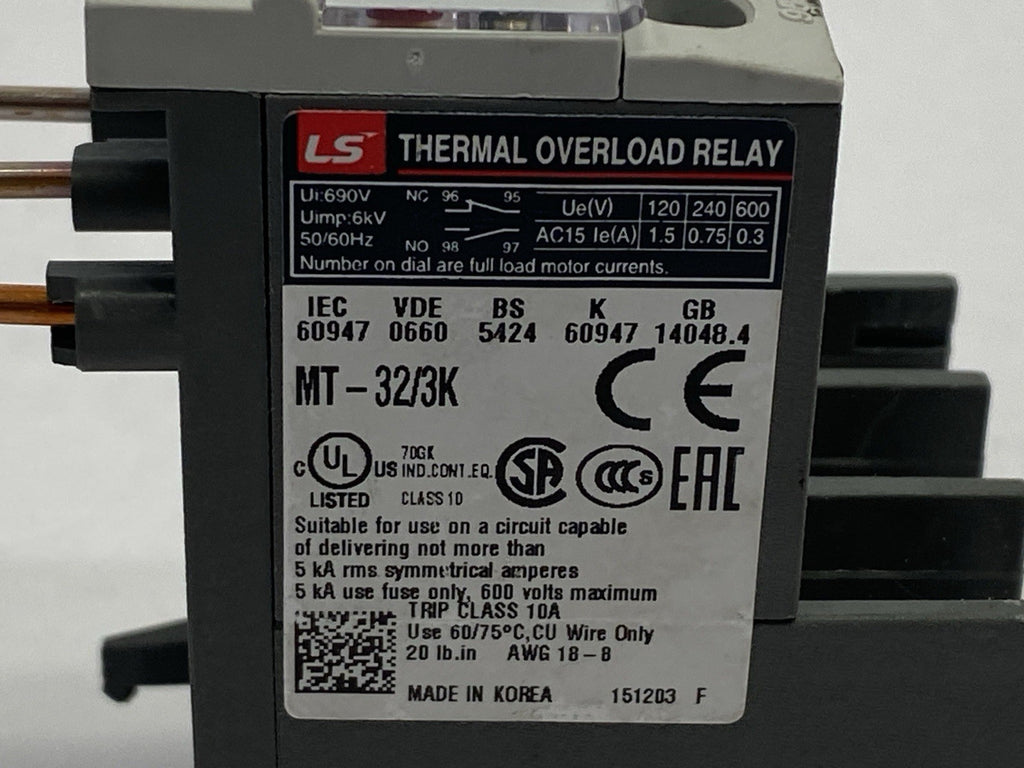 LS THERMAL OVERLOAD RELAY
Ui:690V NC 96 95 Ue(V) 120 240 600
Uimp:6kV
50/60Hz NO 98 97 AC15 Ie(A) 1.5 0.75 0.3
Number on dial are full load motor currents.
IEC VDE BS K GB
60947 0660 5424 60947 14048.4
MT-32/3K CE
C UL US LISTED 70GK IND.CONT.EQ. CLASS 10 CSA CCC S EAC
Suitable for use on a circuit capable
of delivering not more than
5 kA rms symmetrical amperes
5 kA use fuse only, 600 volts maximum
TRIP CLASS 10A
Use 60/75°C,CU Wire Only
20 lb.in AWG 18-8
MADE IN KOREA 151203 F